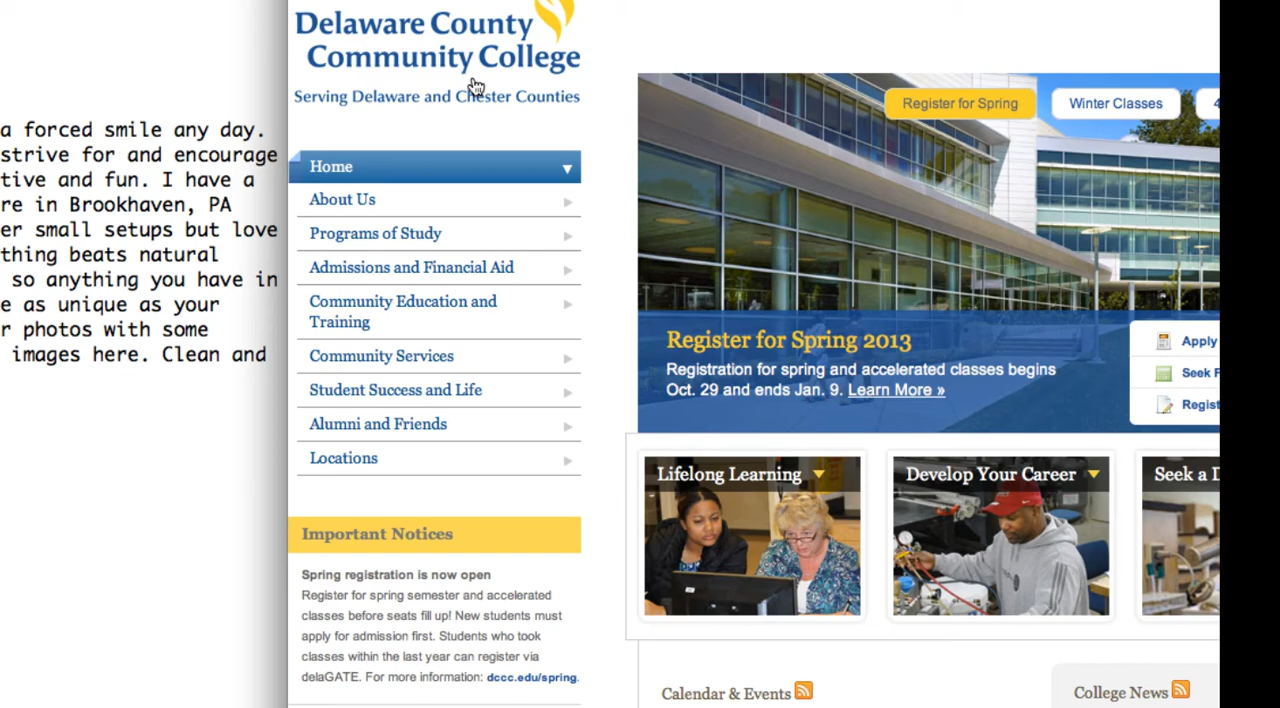 a forced smile any day.
strive for and encourage
tive and fun. I have a
re in Brookhaven, PA
er small setups but love
thing beats natural
so anything you have in
e as unique as your
r photos with some
images here. Clean and
Delaware County
Community College
Serving Delaware and Chester Counties
Home
About Us
Programs of Study
Admissions and Financial Aid
Community Education and
Training
Community Services
Student Success and Life
Alumni and Friends
Locations
Important Notices
Spring registration is now open
Register for spring semester and accelerated
classes before seats fill up! New students must
apply for admission first. Students who took
classes within the last year can register via
delaGATE. For more information: dccc.edu/spring.
Register for Spring
Winter Classes
4
Register for Spring 2013
Registration for spring and accelerated classes begins
Oct. 29 and ends Jan. 9. Learn More »
Apply
Seek F
Regist
Lifelong Learning
Develop Your Career
Seek a D
Calendar & Events
College News